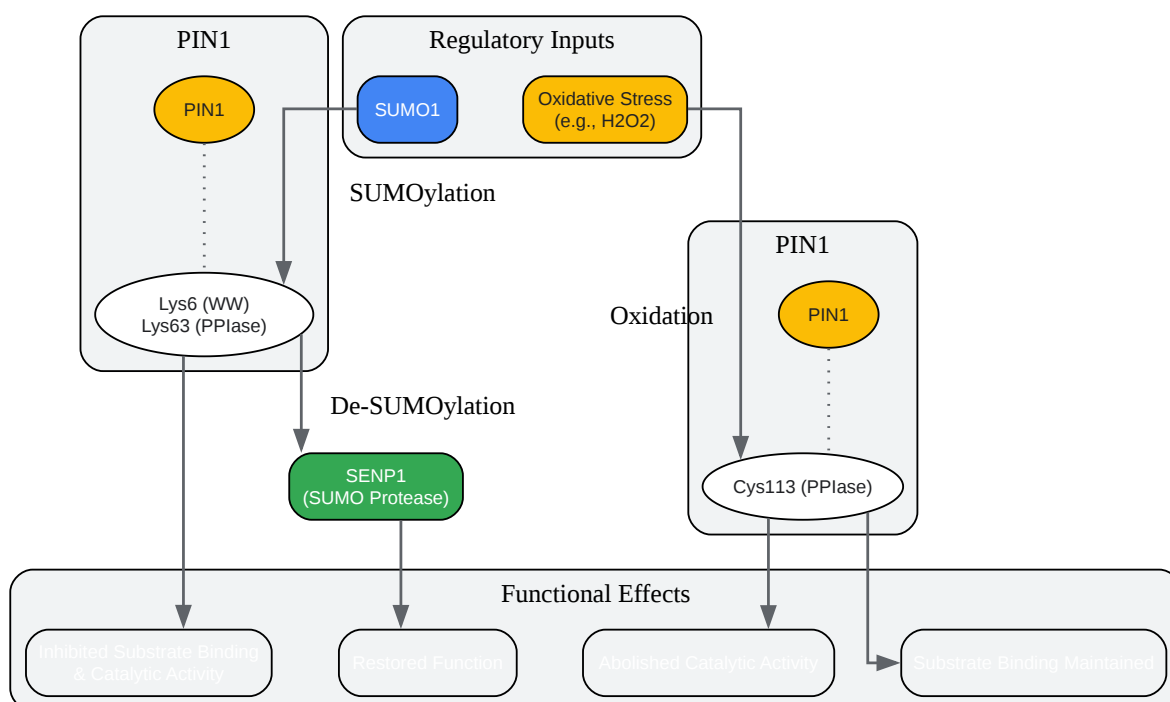 PIN1
Regulatory Inputs
PIN1
SUMO1
Oxidative Stress
(e.g., H2O2)
SUMOylation
PIN1
Lys6 (WW)
Lys63 (PPIase)
Oxidation
PIN1
De-SUMOylation
SENP1
(SUMO Protease)
Cys113 (PPIase)
Functional Effects
Inhibited Substrate Binding
& Catalytic Activity
Restored Function
Abolished Catalytic Activity
Substrate Binding Maintained